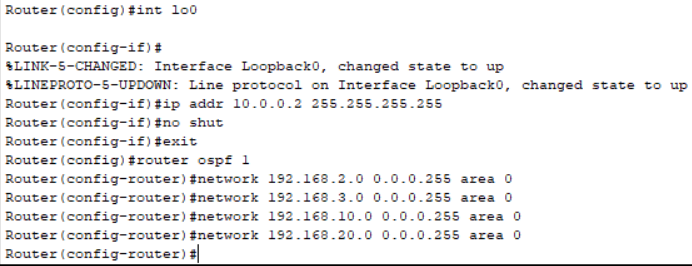 Router(config)#int lo0
Router(config-if)#
%LINK-5-CHANGED: Interface Loopback0, changed state to up
%LINEPROTO-5-UPDOWN: Line protocol on Interface Loopback0, changed state to up
Router(config-if)#ip addr 10.0.0.2 255.255.255.255
Router(config-if)#no shut
Router(config-if)#exit
Router(config)#router ospf 1
Router(config-router)#network 192.168.2.0 0.0.0.255 area 0
Router(config-router)#network 192.168.3.0 0.0.0.255 area 0
Router(config-router)#network 192.168.10.0 0.0.0.255 area 0
Router(config-router)#network 192.168.20.0 0.0.0.255 area 0
Router(config-router)#